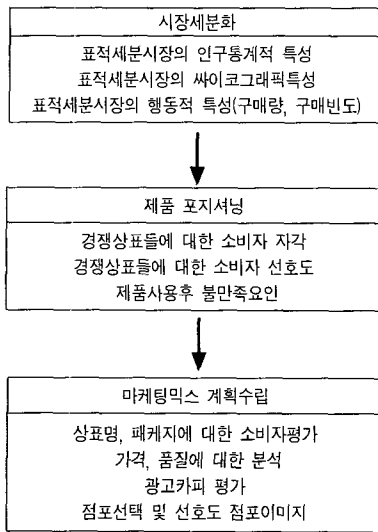 시장세분화
표적세분시장의 인구통계적 특성
표적세분시장의 싸이코그래픽특성
표적세분시장의 행동적 특성(구매량, 구매빈도)
제품 포지셔닝
경쟁상표들에 대한 소비자 자각
경쟁상표들에 대한 소비자 선호도
제품사용후 불만족요인
마케팅믹스 계획수립
상표명, 패케지에 대한 소비자평가
가격, 품질에 대한 분석
광고카피 평가
점포선택 및 선호도 점포이미지